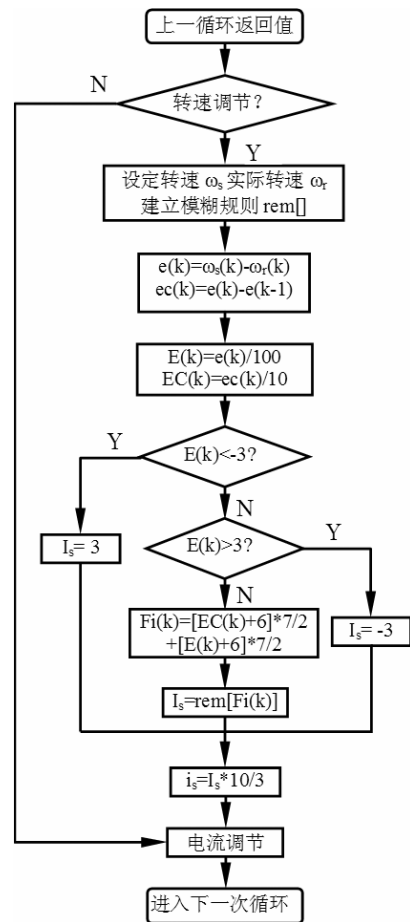 上一循环返回值
N
转速调节？
Y
设定转速 ωs 实际转速 ωr
建立模糊规则 rem[]
e(k)=ωs(k)-ωr(k)
ec(k)=e(k)-e(k-1)
E(k)=e(k)/100
EC(k)=ec(k)/10
Y
E(k)<-3?
N
Is= 3
E(k)>3?
Y
N
Fi(k)=[EC(k)+6]*7/2
+[E(k)+6]*7/2
Is= -3
Is=rem[Fi(k)]
is=Is*10/3
电流调节
进入下一次循环